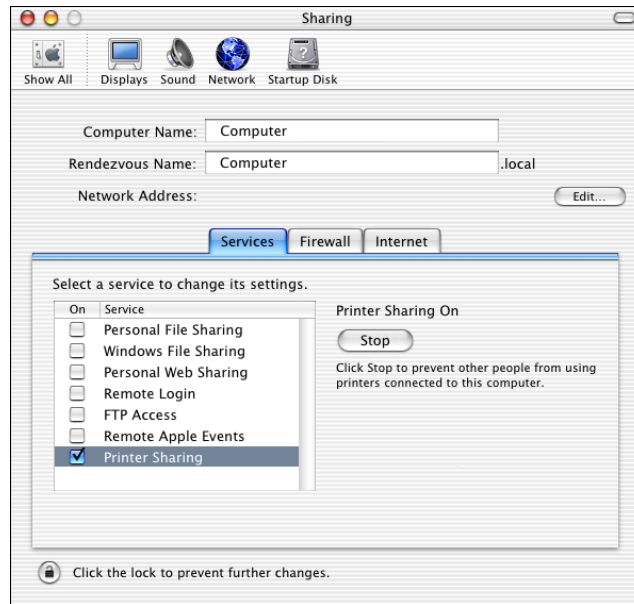 Sharing
Show All Displays Sound Network Startup Disk
Computer Name: Computer
Rendezvous Name: Computer .local
Network Address: Edit...
Services Firewall Internet
Select a service to change its settings.
On Service
Personal File Sharing
Windows File Sharing
Personal Web Sharing
Remote Login
FTP Access
Remote Apple Events
Printer Sharing
Printer Sharing On
Stop
Click Stop to prevent other people from using
printers connected to this computer.
Click the lock to prevent further changes.